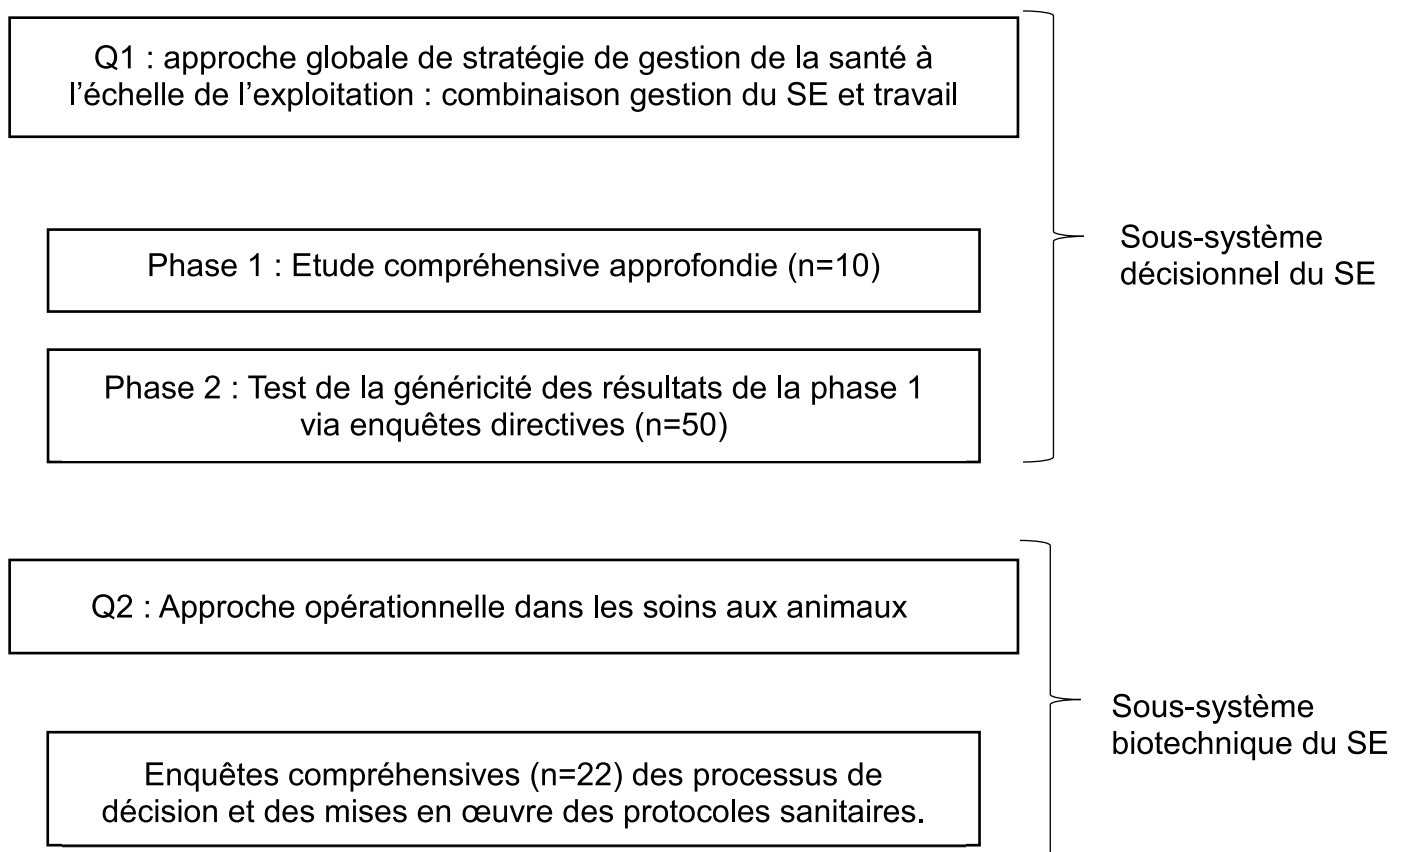 Q1 : approche globale de stratégie de gestion de la santé à
l’échelle de l’exploitation : combinaison gestion du SE et travail
Phase 1 : Etude compréhensive approfondie (n=10)
Sous-système
décisionnel du SE
Phase 2 : Test de la généricité des résultats de la phase 1
via enquêtes directives (n=50)
Q2 : Approche opérationnelle dans les soins aux animaux
Sous-système
biotechnique du SE
Enquêtes compréhensives (n=22) des processus de
décision et des mises en œuvre des protocoles sanitaires.